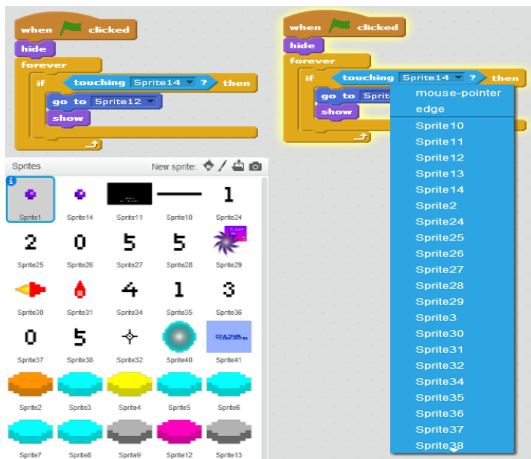 when clicked
hide
forever
if touching Sprite14 ? then
go to Sprite12
show
Sprites New sprite:
Sprite1 Sprite14 Sprite11 Sprite10 Sprite24
1
2 0 5 5
Sprite25 Sprite26 Sprite27 Sprite28 Sprite29
4 1 3
Sprite30 Sprite31 Sprite34 Sprite35 Sprite36
0 5
Sprite37 Sprite38 Sprite32 Sprite40 Sprite41
Sprite2 Sprite3 Sprite4 Sprite5 Sprite6
Sprite7 Sprite8 Sprite9 Sprite12 Sprite13
when clicked
hide
forever
if touching Sprite14 ? then
go to
show
mouse-pointer
edge
Sprite10
Sprite11
Sprite12
Sprite13
Sprite14
Sprite2
Sprite24
Sprite25
Sprite26
Sprite27
Sprite28
Sprite29
Sprite3
Sprite30
Sprite31
Sprite32
Sprite34
Sprite35
Sprite36
Sprite37
Sprite38